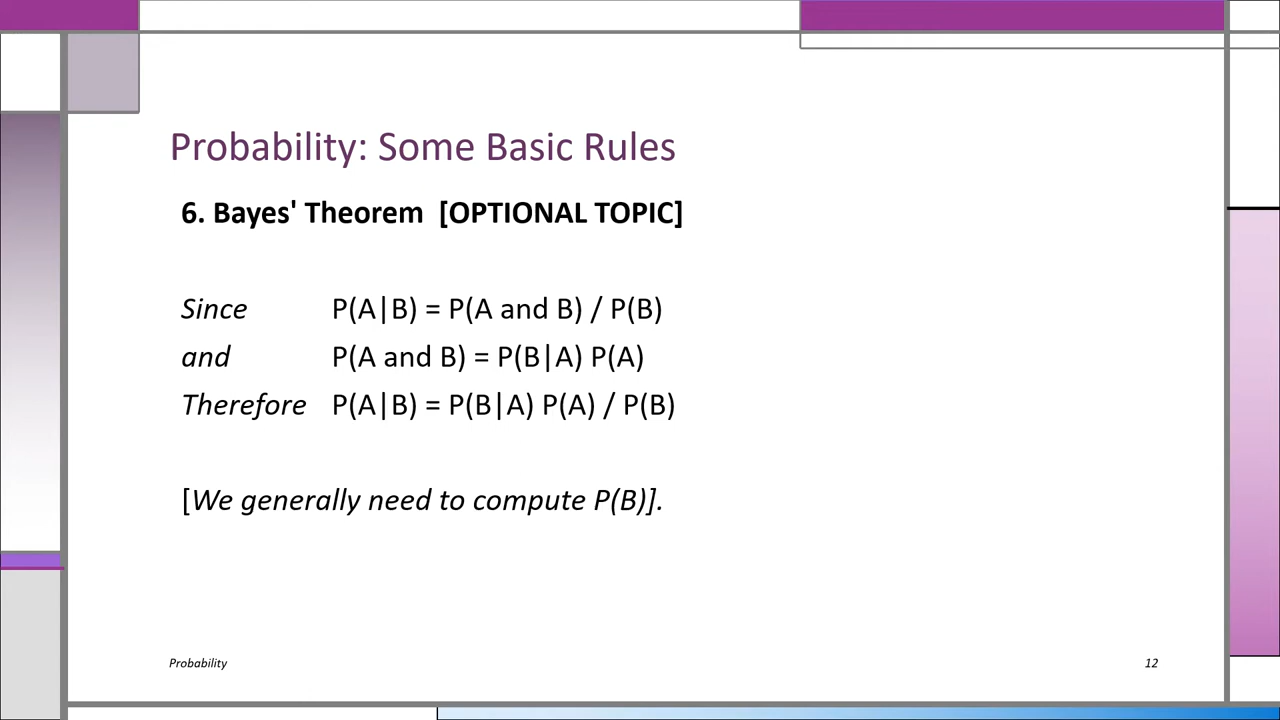 Probability: Some Basic Rules
6. Bayes' Theorem [OPTIONAL TOPIC]
Since P(A|B) = P(A and B) / P(B)
and P(A and B) = P(B|A) P(A)
Therefore P(A|B) = P(B|A) P(A) / P(B)
[We generally need to compute P(B)].
Probability 12